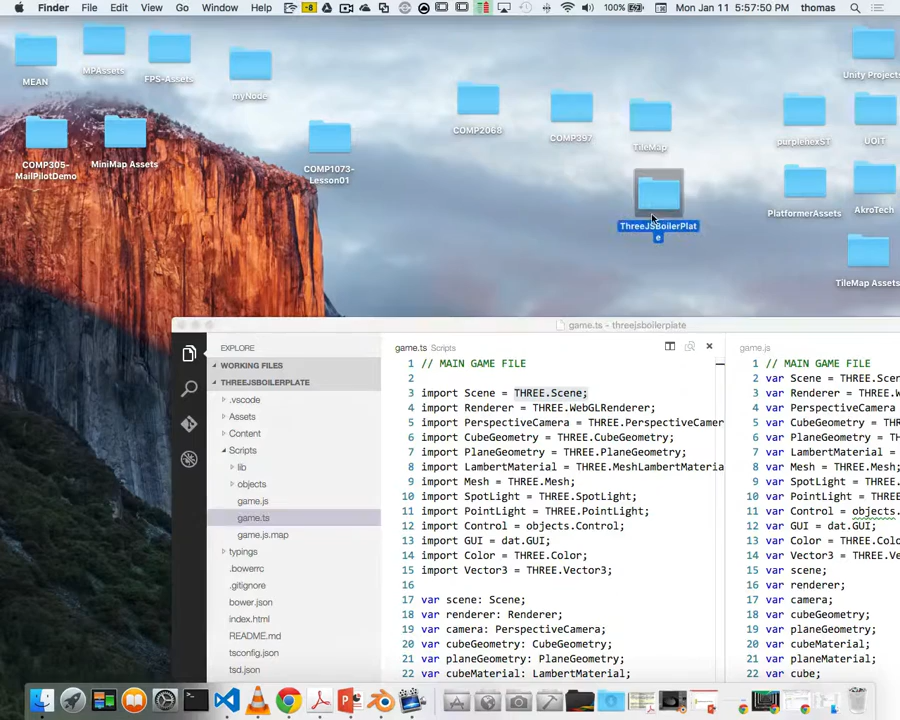 Finder File Edit View Go Window Help
-8
100%
Mon Jan 11 5:57:50 PM thomas
MEAN
MPAssets
FPS-Assets
myNode
COMP2068
COMP397
TileMap
Unity Projects
purplenexST
UOIT
COMP305-
MailPilotDemo
MiniMap Assets
COMP1073-
Lesson01
ThreeJSBoilerPlat
e
PlatformerAssets
AkroTech
TileMap Assets
game.ts - threejsboilerplate
EXPLORE
WORKING FILES
THREEJSBOILERPLATE
.vscode
Assets
Content
Scripts
lib
objects
game.js
game.ts
game.js.map
typings
.bowerrc
.gitignore
bower.json
index.html
README.md
tsconfig.json
tsd.json
game.ts Scripts
1 // MAIN GAME FILE
2
3 import Scene = THREE.Scene;
4 import Renderer = THREE.WebGLRenderer;
5 import PerspectiveCamera = THREE.PerspectiveCamer
6 import CubeGeometry = THREE.CubeGeometry;
7 import PlaneGeometry = THREE.PlaneGeometry;
8 import LambertMaterial = THREE.MeshLambertMateria
9 import Mesh = THREE.Mesh;
10 import SpotLight = THREE.SpotLight;
11 import PointLight = THREE.PointLight;
12 import Control = objects.Control;
13 import GUI = dat.GUI;
14 import Color = THREE.Color;
15 import Vector3 = THREE.Vector3;
16
17 var scene: Scene;
18 var renderer: Renderer;
19 var camera: PerspectiveCamera;
20 var cubeGeometry: CubeGeometry;
21 var planeGeometry: PlaneGeometry;
22 var cubeMaterial: LambertMaterial;
game.js
1 // MAIN GAME FILE
2 var Scene = THREE.Scen
3 var Renderer = THREE.W
4 var PerspectiveCamera
5 var CubeGeometry = THR
6 var PlaneGeometry = TH
7 var LambertMaterial =
8 var Mesh = THREE.Mesh;
9 var SpotLight = THREE.
10 var PointLight = THREE
11 var Control = objects.
12 var GUI = dat.GUI;
13 var Color = THREE.Colo
14 var Vector3 = THREE.Ve
15 var scene;
16 var renderer;
17 var camera;
18 var cubeGeometry;
19 var planeGeometry;
20 var cubeMaterial;
21 var planeMaterial;
22 var cube;